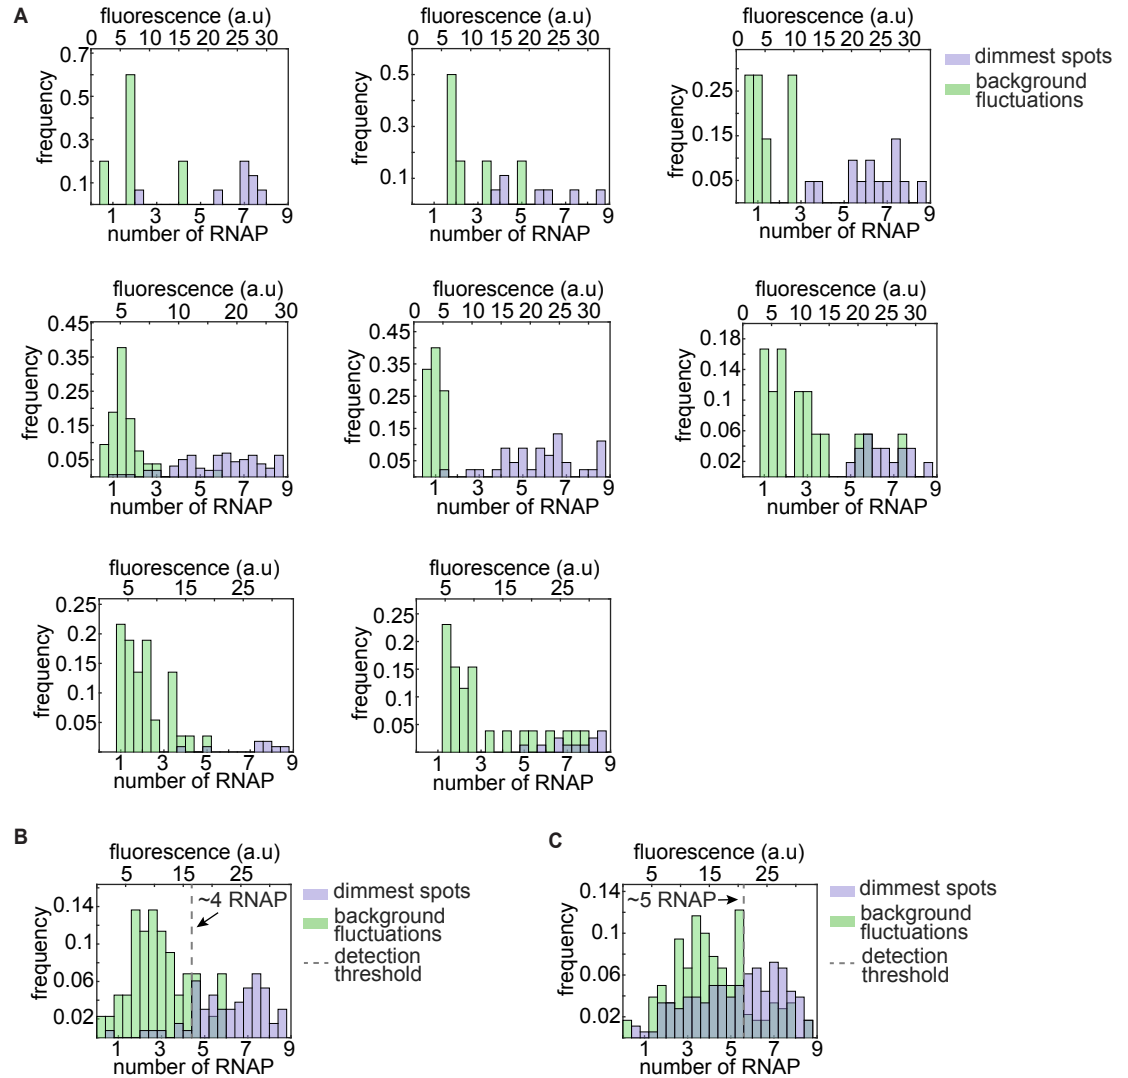 A
fluorescence (a.u)
0 5 10 15 20 25 30
0.7
0.5
0.3
0.1
frequency
1 3 5 7 9
number of RNAP
fluorescence (a.u)
0 5 10 15 20 25 30
0.5
0.3
0.1
frequency
1 3 5 7 9
number of RNAP
fluorescence (a.u)
0 5 10 15 20 25 30
0.25
0.15
0.05
frequency
1 3 5 7 9
number of RNAP
dimmest spots
background
fluctuations
fluorescence (a.u)
5 10 20 30
0.45
0.35
0.25
0.15
0.05
frequency
1 3 5 7 9
number of RNAP
fluorescence (a.u)
0 5 10 15 20 25 30
0.45
0.35
0.25
0.15
0.05
frequency
1 3 5 7 9
number of RNAP
fluorescence (a.u)
0 5 10 15 20 25 30
0.18
0.14
0.1
0.06
0.02
frequency
1 3 5 7 9
number of RNAP
fluorescence (a.u)
5 15 25
0.25
0.2
0.15
0.1
0.05
frequency
1 3 5 7 9
number of RNAP
fluorescence (a.u)
5 15 25
0.25
0.2
0.15
0.1
0.05
frequency
1 3 5 7 9
number of RNAP
B
fluorescence (a.u)
5 15 25
~4 RNAP
0.14
0.1
0.06
0.02
frequency
1 3 5 7 9
number of RNAP
dimmest spots
background
fluctuations
detection
threshold
C
fluorescence (a.u)
5 15 25
~5 RNAP
0.14
0.1
0.06
0.02
frequency
1 3 5 7 9
number of RNAP
dimmest spots
background
fluctuations
detection
threshold